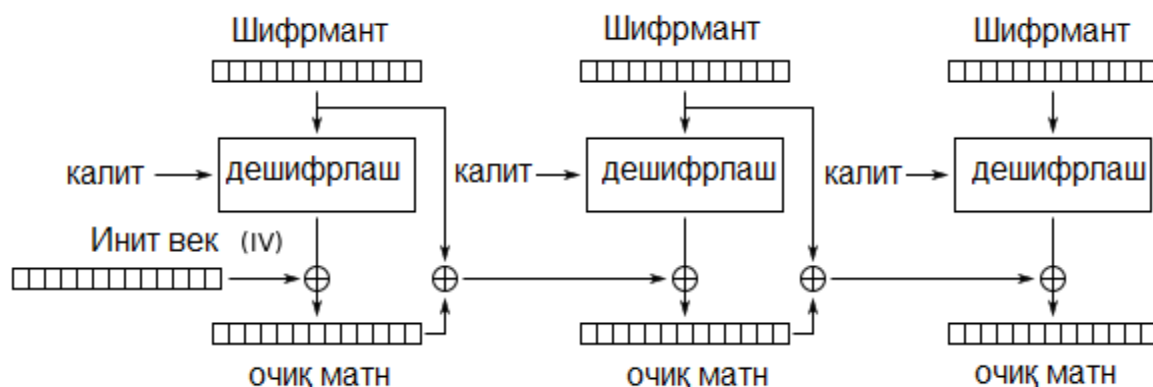 Шифрмант Шифрмант Шифрмант
калит дешифрлаш калит дешифрлаш калит дешифрлаш
Инит век (IV)
очиқ матн очиқ матн очиқ матн